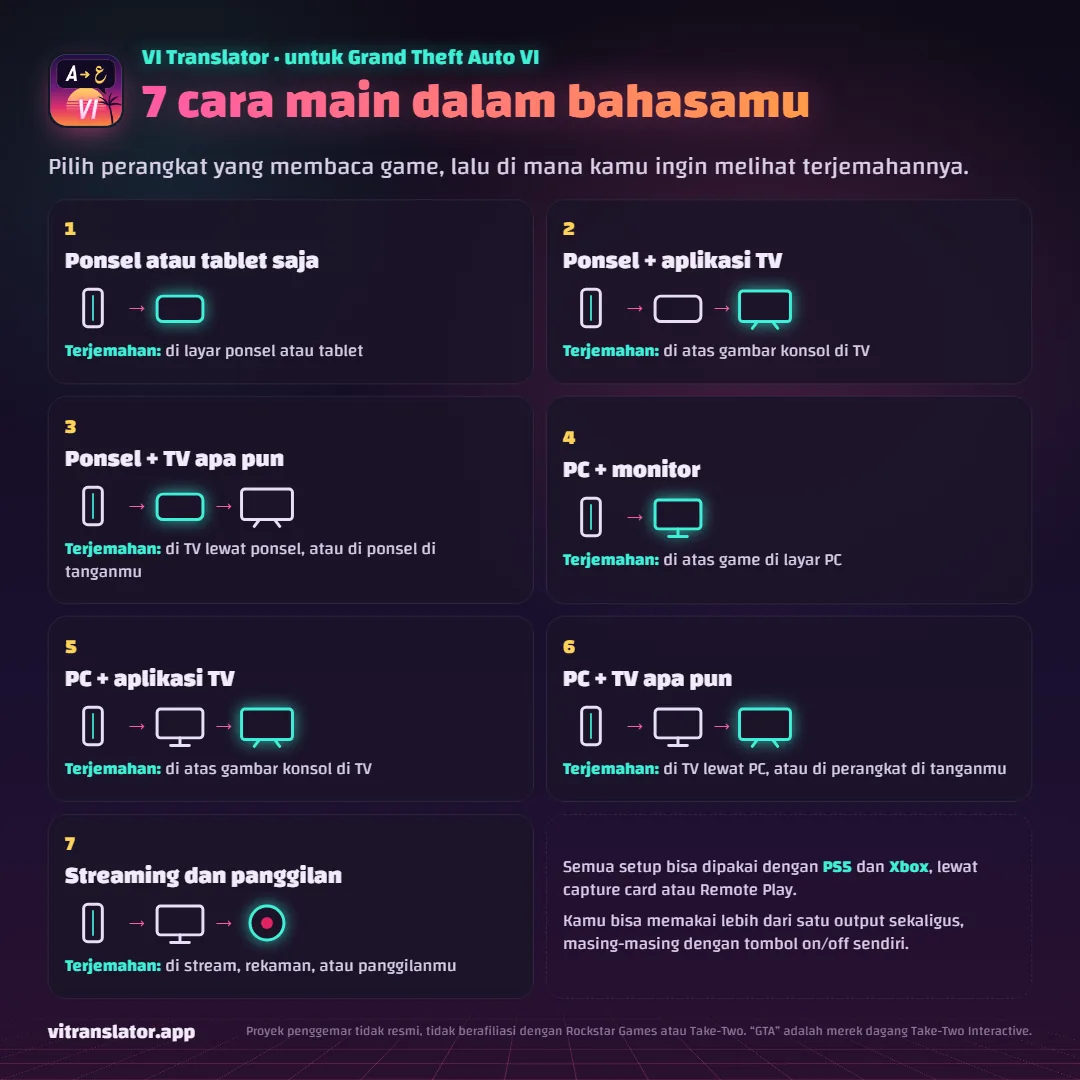 A→ع
VI
VI Translator · untuk Grand Theft Auto VI
7 cara main dalam bahasamu
Pilih perangkat yang membaca game, lalu di mana kamu ingin melihat terjemahannya.
1
Ponsel atau tablet saja
→
Terjemahan: di layar ponsel atau tablet
2
Ponsel + aplikasi TV
→ →
Terjemahan: di atas gambar konsol di TV
3
Ponsel + TV apa pun
→ →
Terjemahan: di TV lewat ponsel, atau di ponsel di
tanganmu
4
PC + monitor
→
Terjemahan: di atas game di layar PC
5
PC + aplikasi TV
→ →
Terjemahan: di atas gambar konsol di TV
6
PC + TV apa pun
→ →
Terjemahan: di TV lewat PC, atau di perangkat di tanganmu
7
Streaming dan panggilan
→ →
Terjemahan: di stream, rekaman, atau panggilanmu
Semua setup bisa dipakai dengan PS5 dan Xbox, lewat
capture card atau Remote Play.
Kamu bisa memakai lebih dari satu output sekaligus,
masing-masing dengan tombol on/off sendiri.
vitranslator.app
Proyek penggemar tidak resmi, tidak berafiliasi dengan Rockstar Games atau Take-Two. “GTA” adalah merek dagang Take-Two Interactive.